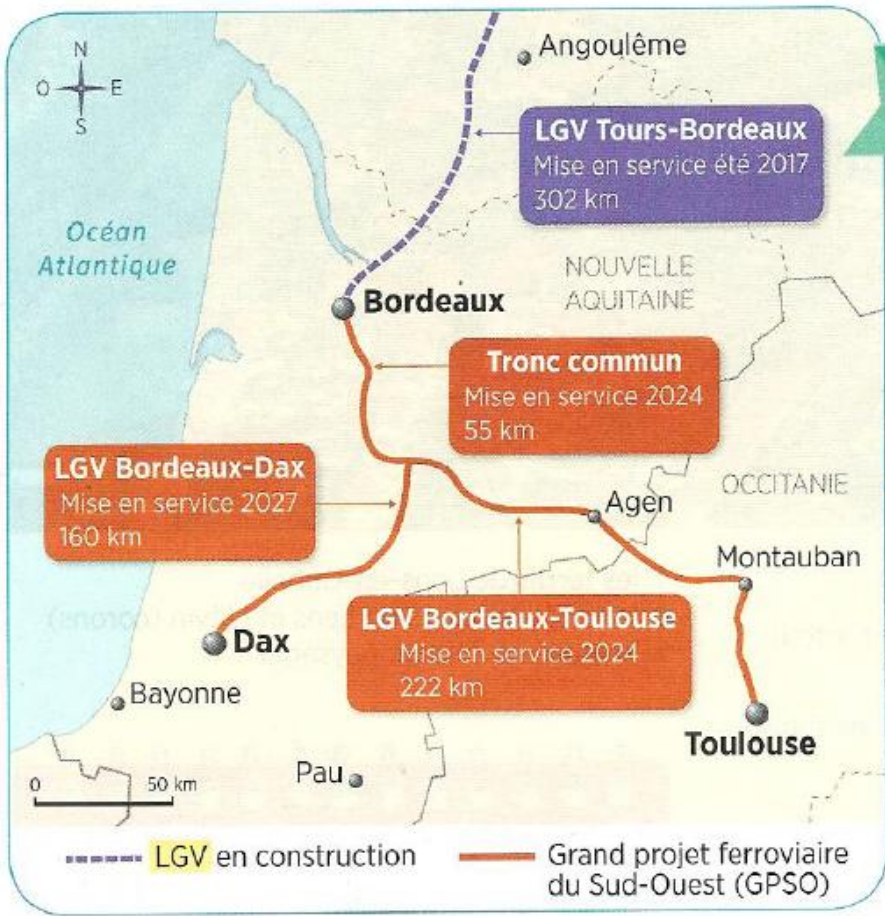 N
O
E
S
Angoulême
LGV Tours-Bordeaux
Mise en service été 2017
302 km
Océan
Atlantique
NOUVELLE
AQUITAINE
Bordeaux
Tronc commun
Mise en service 2024
55 km
LGV Bordeaux-Dax
Mise en service 2027
160 km
OCCITANIE
Agen
Montauban
LGV Bordeaux-Toulouse
Mise en service 2024
222 km
Dax
Bayonne
Toulouse
Pau
0 50 km
LGV en construction
Grand projet ferroviaire
du Sud-Ouest (GPSO)